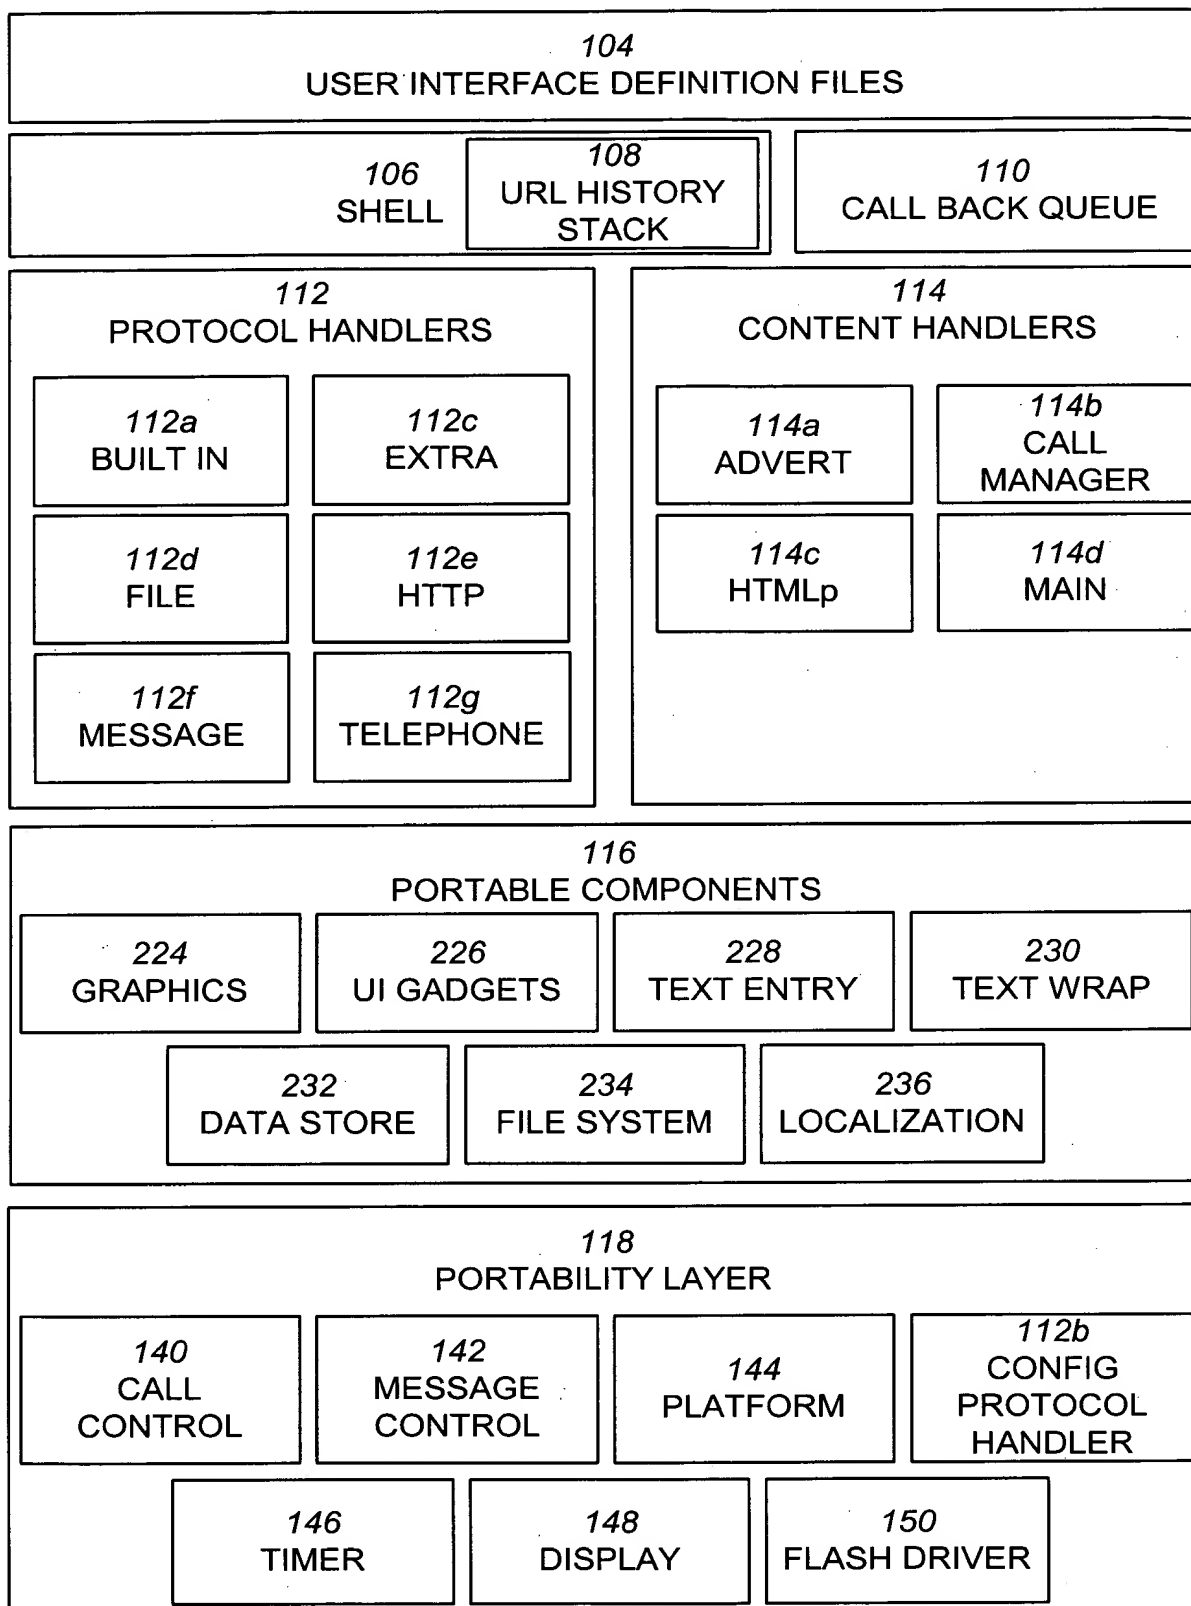 104
USER INTERFACE DEFINITION FILES
106
SHELL
108
URL HISTORY
STACK
110
CALL BACK QUEUE
112
PROTOCOL HANDLERS
112a
BUILT IN
112c
EXTRA
112d
FILE
112e
HTTP
112f
MESSAGE
112g
TELEPHONE
114
CONTENT HANDLERS
114a
ADVERT
114b
CALL
MANAGER
114c
HTMLp
114d
MAIN
116
PORTABLE COMPONENTS
224
GRAPHICS
226
UI GADGETS
228
TEXT ENTRY
230
TEXT WRAP
232
DATA STORE
234
FILE SYSTEM
236
LOCALIZATION
118
PORTABILITY LAYER
140
CALL
CONTROL
142
MESSAGE
CONTROL
144
PLATFORM
112b
CONFIG
PROTOCOL
HANDLER
146
TIMER
148
DISPLAY
150
FLASH DRIVER